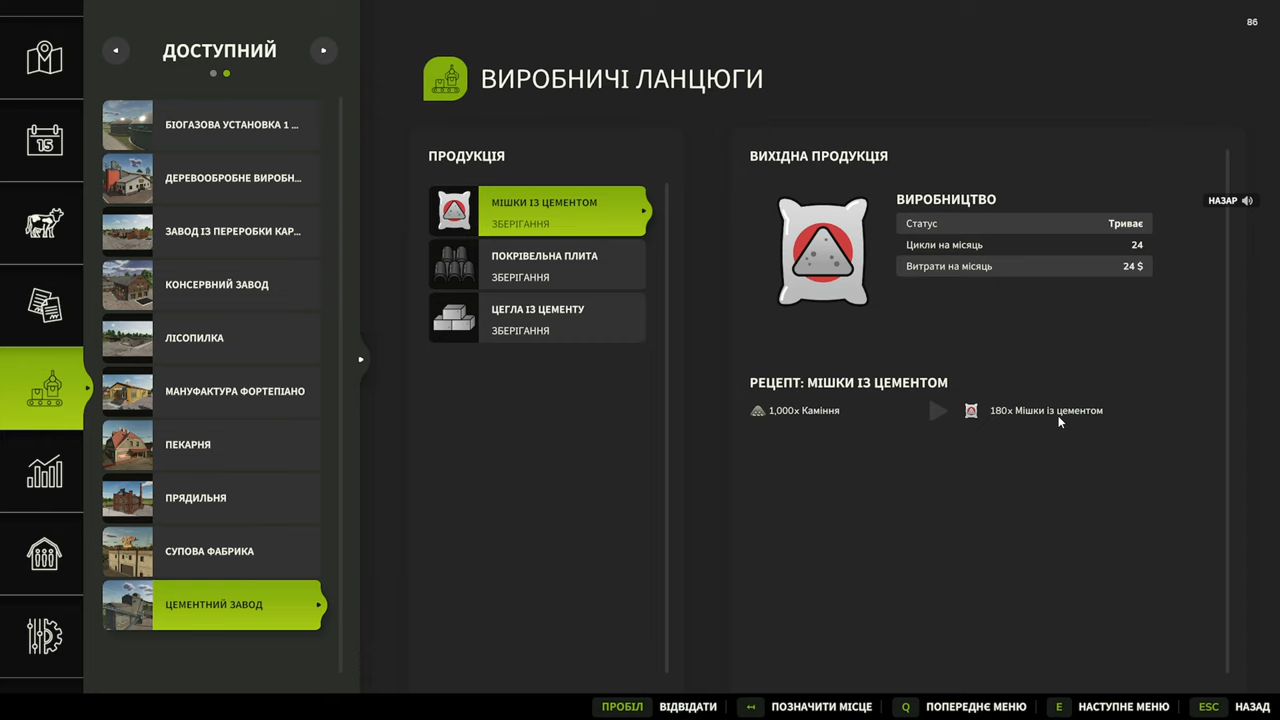 86
ДОСТУПНИЙ
БІОГАЗОВА УСТАНОВКА 1 ...
ДЕРЕВООБРОБНЕ ВИРОБН...
ЗАВОД ІЗ ПЕРЕРОБКИ КАР...
КОНСЕРВНИЙ ЗАВОД
ЛІСОПИЛКА
МАНУФАКТУРА ФОРТЕПІАНО
ПЕКАРНЯ
ПРЯДИЛЬНЯ
СУПОВА ФАБРИКА
ЦЕМЕНТНИЙ ЗАВОД
15
ВИРОБНИЧІ ЛАНЦЮГИ
ПРОДУКЦІЯ
МІШКИ ІЗ ЦЕМЕНТОМ
ЗБЕРІГАННЯ
ПОКРІВЕЛЬНА ПЛИТА
ЗБЕРІГАННЯ
ЦЕГЛА ІЗ ЦЕМЕНТУ
ЗБЕРІГАННЯ
ВИХІДНА ПРОДУКЦІЯ
ВИРОБНИЦТВО
Статус Триває
Цикли на місяць 24
Витрати на місяць 24 $
НАЗАР
РЕЦЕПТ: МІШКИ ІЗ ЦЕМЕНТОМ
1,000x Каміння 180x Мішки із цементом
ПРОБІЛ ВІДВІДАТИ ПОЗНАЧИТИ МІСЦЕ Q ПОПЕРЕДНЄ МЕНЮ E НАСТУПНЕ МЕНЮ ESC НАЗАД